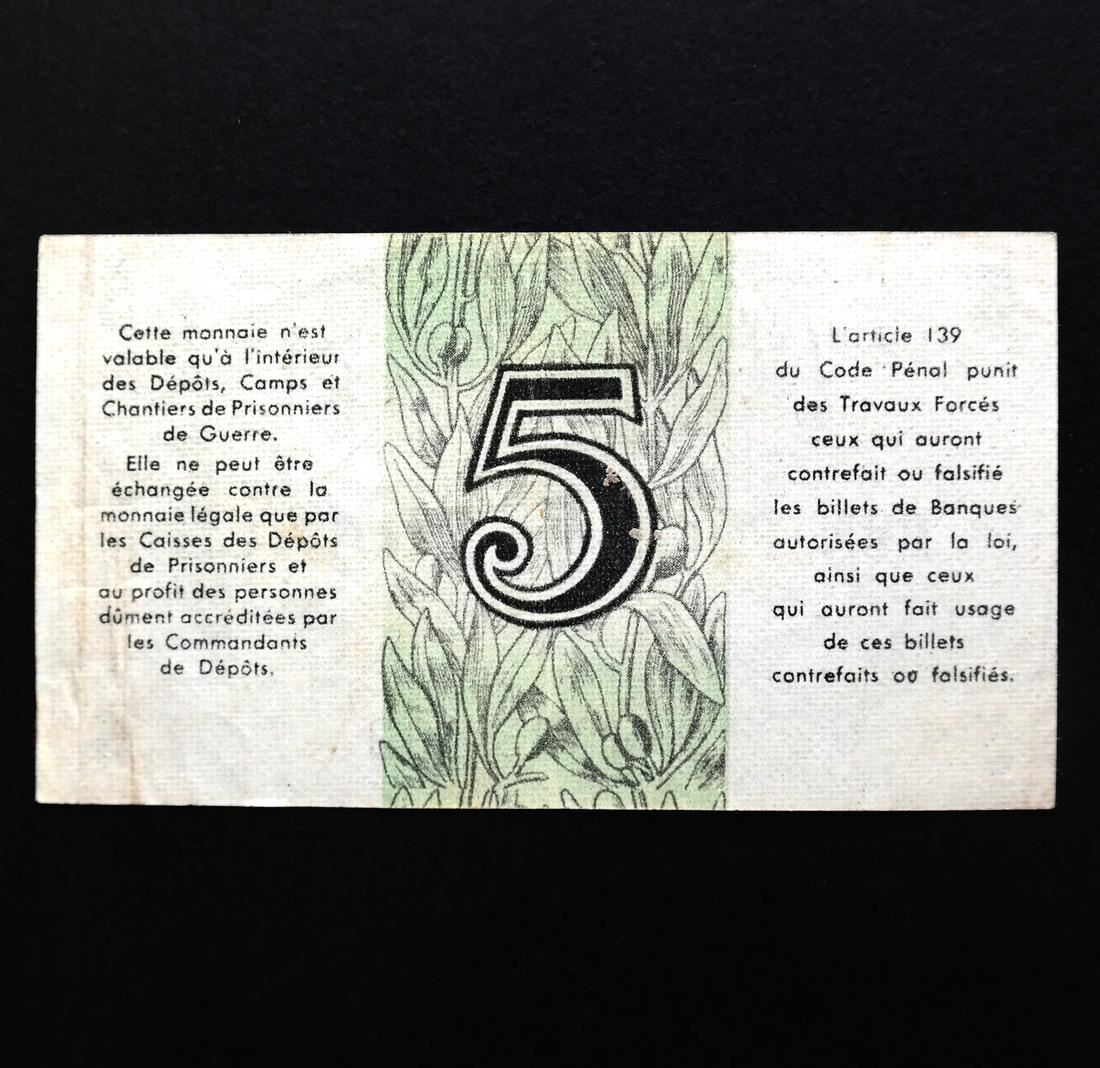 Cette monnaie n'est
valable qu'à l'intérieur
des Dépôts, Camps et
Chantiers de Prisonniers
de Guerre.
Elle ne peut être
échangée contre la
monnaie légale que par
les Caisses des Dépôts
de Prisonniers et
au profit des personnes
dûment accréditées par
les Commandants
de Dépôts.
5
L'article 139
du Code Pénal punit
des Travaux Forcés
ceux qui auront
contrefait ou falsifié
les billets de Banques
autorisées par la loi,
ainsi que ceux
qui auront fait usage
de ces billets
contrefaits ou falsifiés.